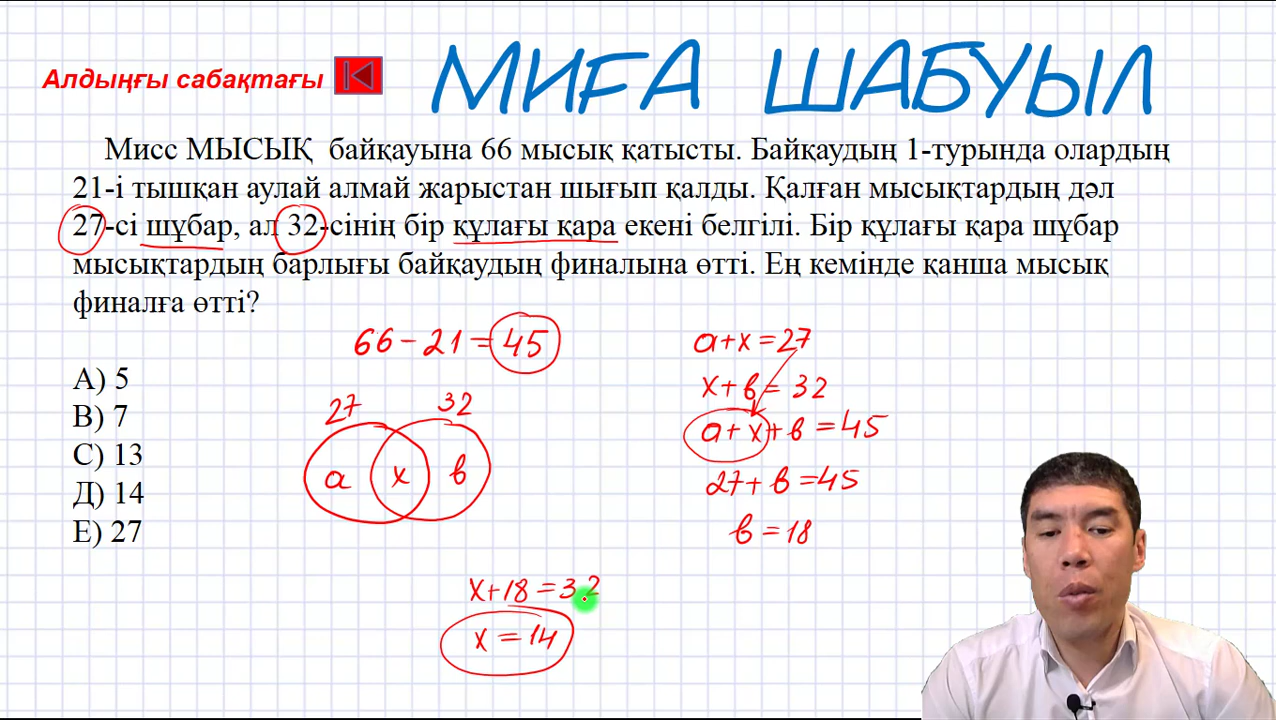 Алдыңғы сабақтағы
МИҒА ШАБУЫЛ
Мисс МЫСЫҚ байқауына 66 мысық қатысты. Байқаудың 1-турында олардың
21-і тышқан аулай алмай жарыстан шығып қалды. Қалған мысықтардың дәл
27-сі шұбар, ал 32-сінің бір құлағы қара екені белгілі. Бір құлағы қара шұбар
мысықтардың барлығы байқаудың финалына өтті. Ең кемінде қанша мысық
финалға өтті?
А) 5
В) 7
С) 13
Д) 14
Е) 27
66-21=45
27 32
а х в
х+18=32
х=14
а+х=27
х+в=32
а+х+в=45
27+в=45
в=18